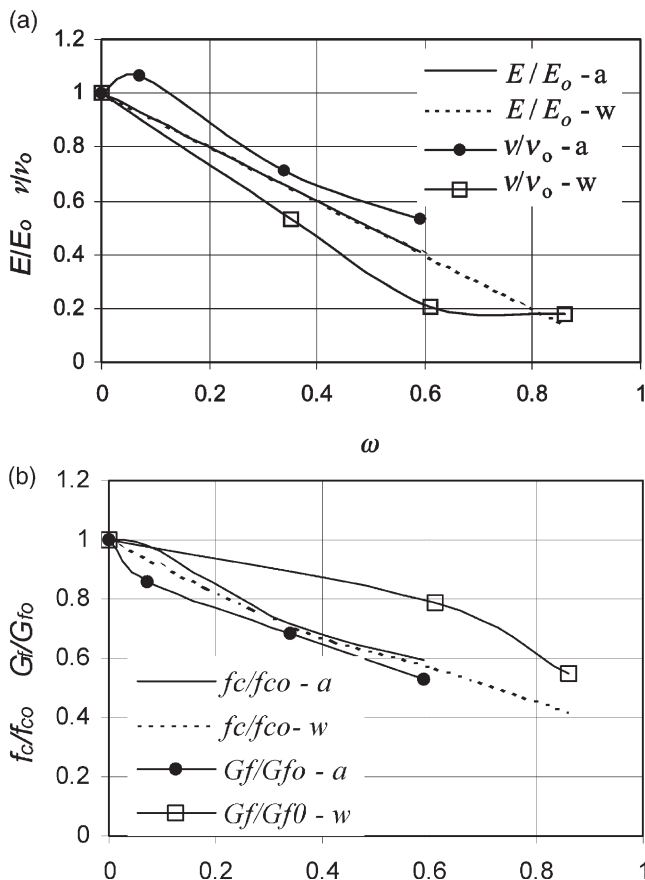 (a)
1.2
1
0.8
0.6
0.4
0.2
0
E/Eo ν/νo
E / Eo - a
E / Eo - w
ν/νo - a
ν/νo - w
0 0.2 0.4 0.6 0.8 1
ω
(b)
1.2
1
0.8
0.6
0.4
0.2
0
fc/fco Gf/Gfo
fc/fco - a
fc/fco- w
Gf/Gfo - a
Gf/Gf0 - w
0 0.2 0.4 0.6 0.8 1